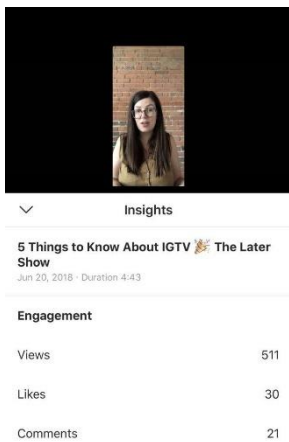 Insights
5 Things to Know About IGTV 🎉 The Later
Show
Jun 20, 2018 · Duration 4:43
Engagement
Views 511
Likes 30
Comments 21